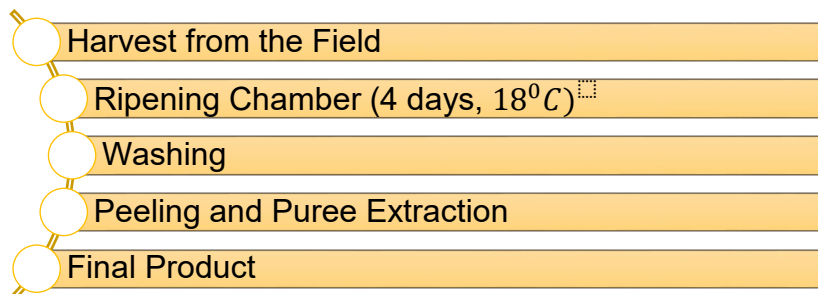 Harvest from the Field
Ripening Chamber (4 days, 18⁰C)
Washing
Peeling and Puree Extraction
Final Product